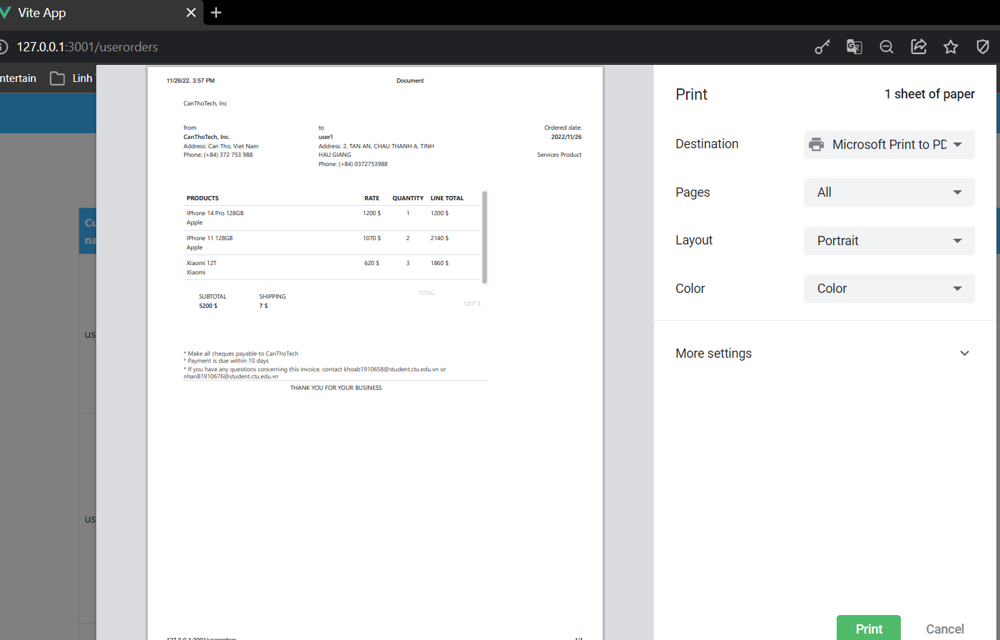 Vite App
127.0.0.1:3001/userorders
ntertain
Linh
11/26/22, 3:57 PM
Document
CanThoTech, Inc
from
CanThoTech, Inc.
Address: Can Tho, Viet Nam
Phone: (+84) 372 753 988
to
user1
Address: 2, TAN AN, CHAU THANH A, TINH
HAU GIANG
Phone: (+84) 0372753988
Ordered date:
2022/11/26
Services Product
PRODUCTS RATE QUANTITY LINE TOTAL
IPhone 14 Pro 128GB 1200 $ 1 1200 $
Apple
IPhone 11 128GB 1070 $ 2 2140 $
Apple
Xiaomi 12T 620 $ 3 1860 $
Xiaomi
SUBTOTAL
5200 $
SHIPPING
7 $
TOTAL
5207 $
* Make all cheques payable to CanThoTech
* Payment is due within 10 days
* If you have any questions concerning this invoice, contact khoab1910658@student.ctu.edu.vn or
nhanB1910676@student.ctu.edu.vn
THANK YOU FOR YOUR BUSINESS
127.0.0.1:3001/userorders
1/1
Cu
na
us
us
Print
1 sheet of paper
Destination
Microsoft Print to PD
Pages
All
Layout
Portrait
Color
Color
More settings
Print
Cancel